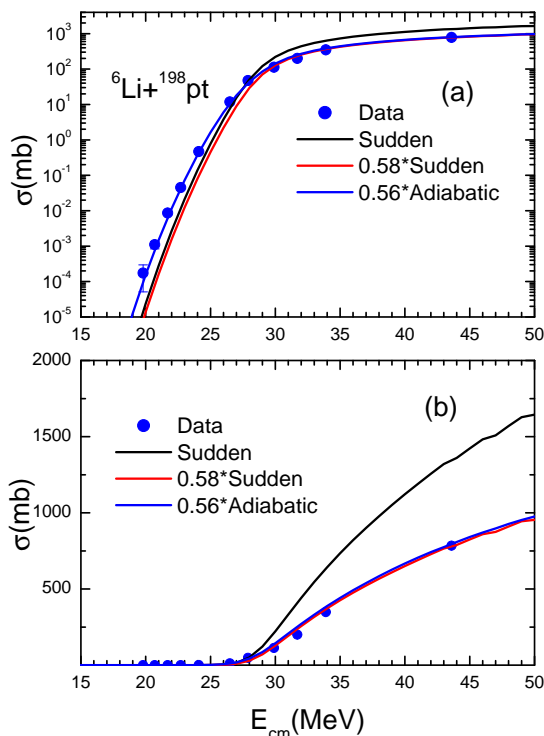 10³
10²
10¹
10⁰
10⁻¹
10⁻²
10⁻³
10⁻⁴
10⁻⁵
σ(mb)
⁶Li+¹⁹⁸pt
(a)
Data
Sudden
0.58*Sudden
0.56*Adiabatic
15 20 25 30 35 40 45 50
2000
1500
1000
500
σ(mb)
(b)
Data
Sudden
0.58*Sudden
0.56*Adiabatic
15 20 25 30 35 40 45 50
E_cm(MeV)